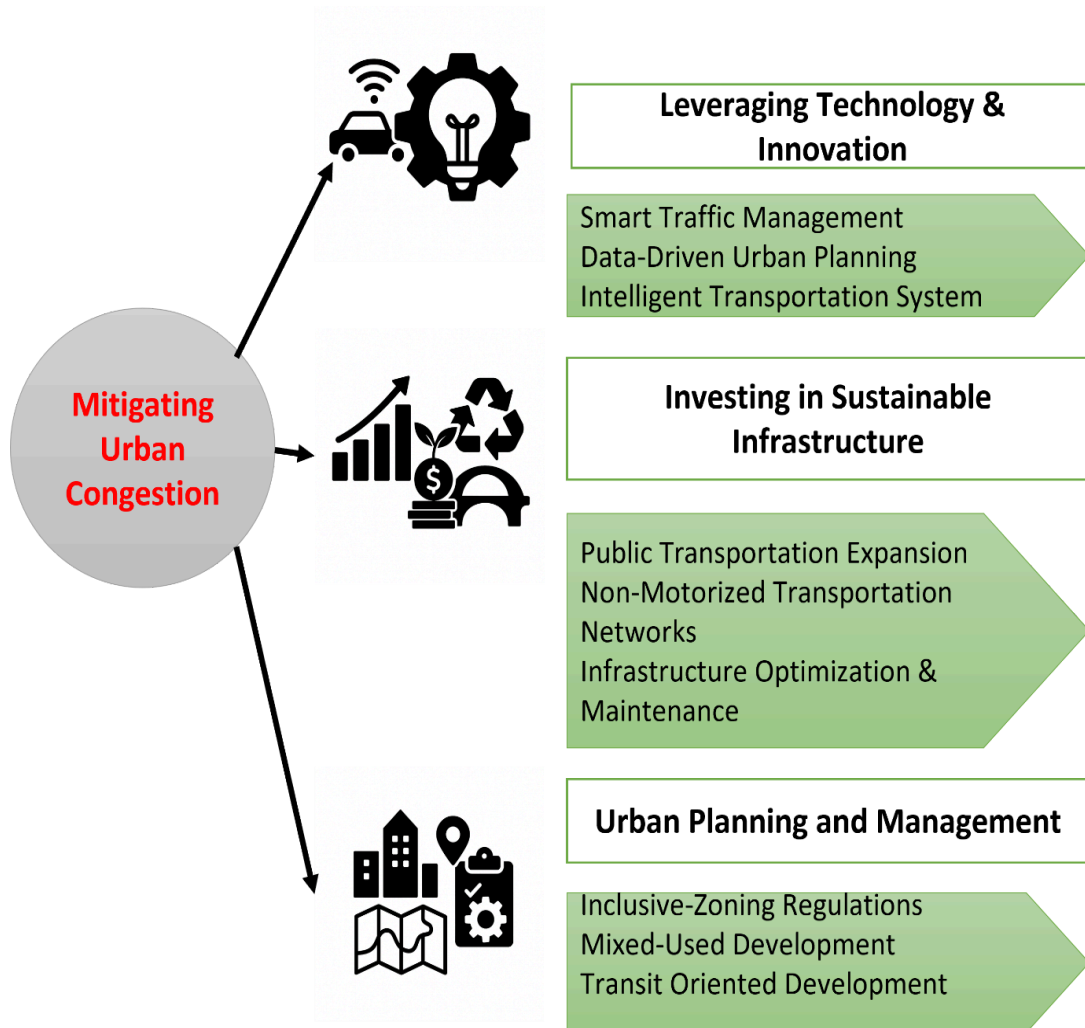 Leveraging Technology &
Innovation
Smart Traffic Management
Data-Driven Urban Planning
Intelligent Transportation System
Mitigating
Urban
Congestion
Investing in Sustainable
Infrastructure
$
Public Transportation Expansion
Non-Motorized Transportation
Networks
Infrastructure Optimization &
Maintenance
Urban Planning and Management
Inclusive-Zoning Regulations
Mixed-Used Development
Transit Oriented Development